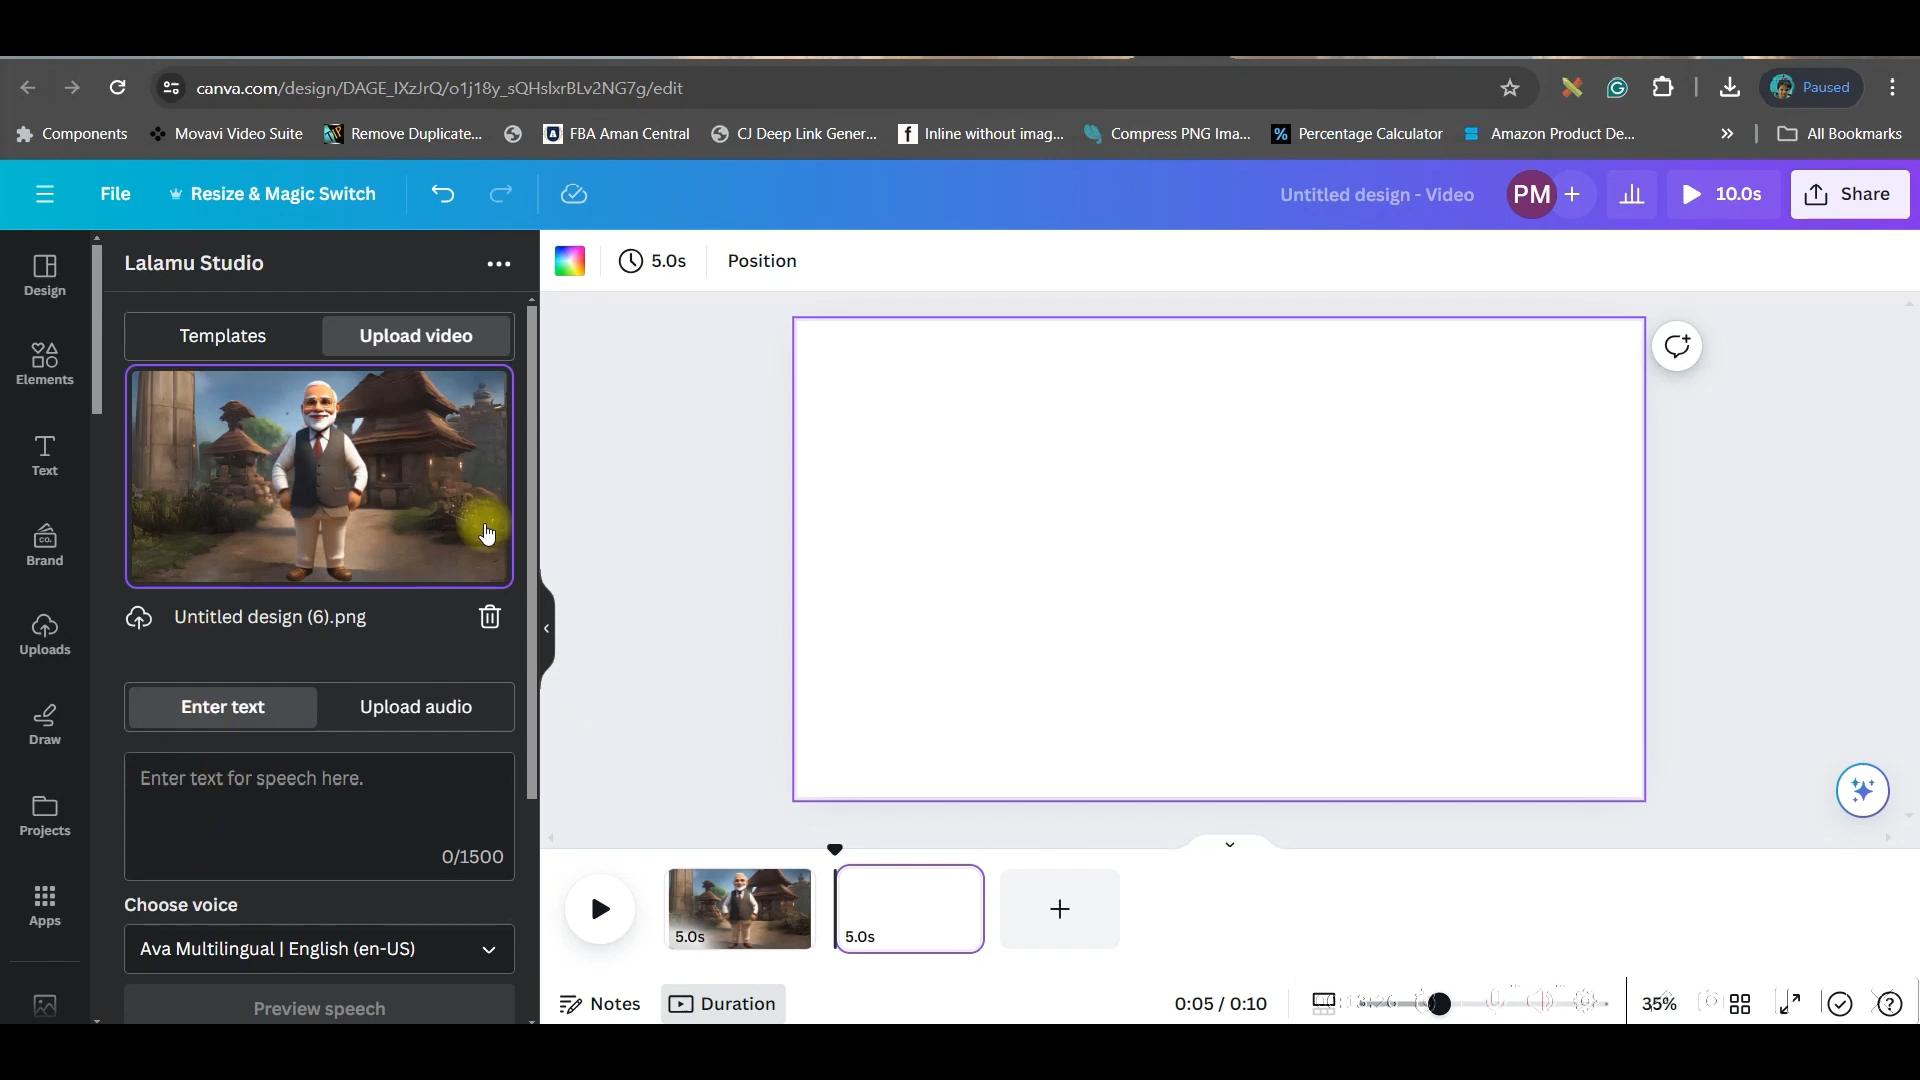 canva.com/design/DAGE_IXzJrQ/o1j18y_sQHslxrBLv2NG7g/edit
Paused
Components
Movavi Video Suite
Remove Duplicate...
FBA Aman Central
CJ Deep Link Gener...
Inline without imag...
Compress PNG Ima...
Percentage Calculator
Amazon Product De...
All Bookmarks
File
Resize & Magic Switch
Untitled design - Video
PM
10.0s
Share
Design
Elements
Text
Brand
Uploads
Draw
Projects
Apps
Lalamu Studio
Templates
Upload video
Untitled design (6).png
Enter text
Upload audio
Enter text for speech here.
0/1500
Choose voice
Ava Multilingual | English (en-US)
Preview speech
5.0s
Position
5.0s
5.0s
Notes
Duration
0:05 / 0:10
35%